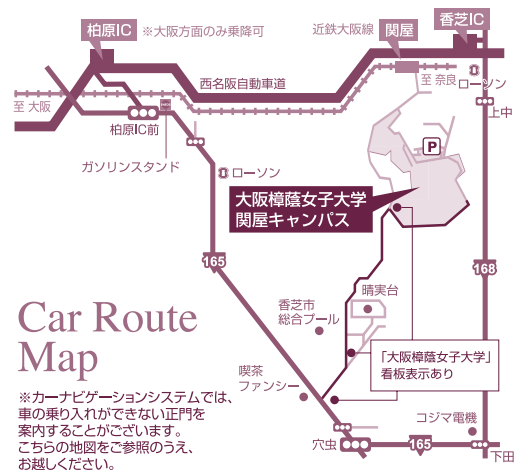 柏原IC
※大阪方面のみ乗降可
近鉄大阪線
関屋
香芝IC
至 奈良
ローソン
西名阪自動車道
至 大阪
柏原IC前
上中
ガソリンスタンド
P
ローソン
大阪樟蔭女子大学
関屋キャンパス
165
168
晴実台
香芝市
総合プール
Car Route
Map
「大阪樟蔭女子大学」
看板表示あり
喫茶
ファンシー
※カーナビゲーションシステムでは、
車の乗り入れができない正門を
案内することがございます。
こちらの地図をご参照のうえ、
お越しください。
コジマ電機
穴虫
165
下田